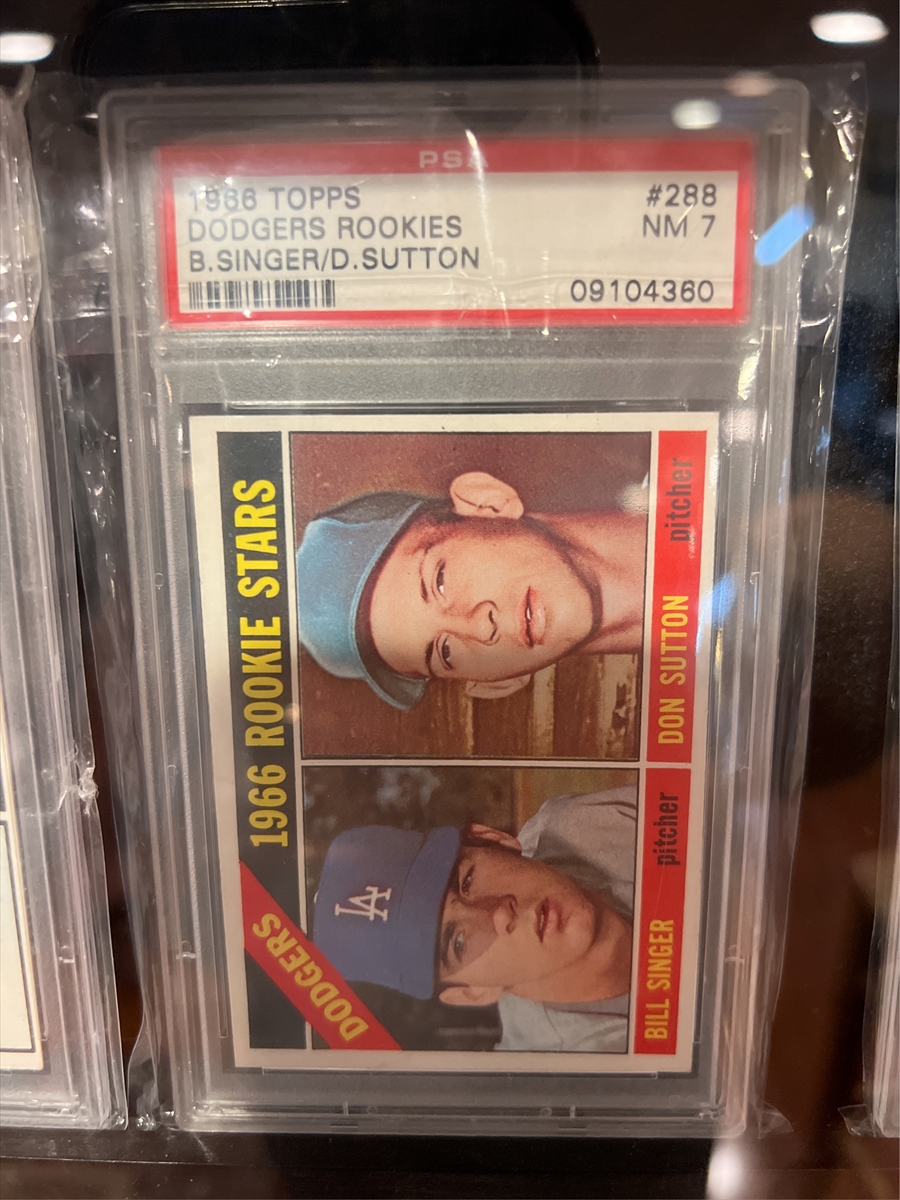 PSA
1966 TOPPS #288
DODGERS ROOKIES NM 7
B.SINGER/D.SUTTON
09104360
1966 ROOKIE STARS
DODGERS
LA
BILL SINGER pitcher
DON SUTTON pitcher